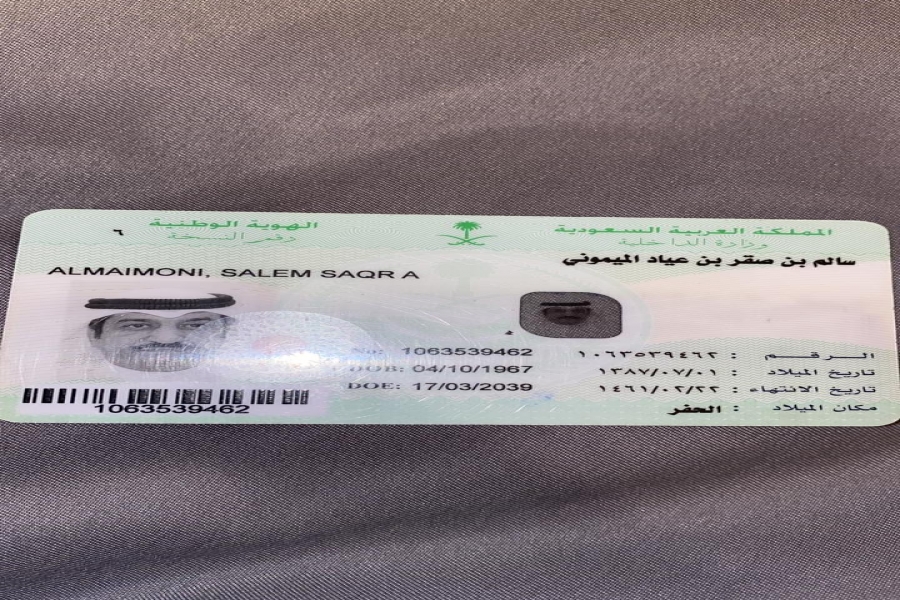 المملكة العربية السعودية
وزارة الداخلية
الهوية الوطنية
رقم النسخة ٦
سالم بن صقر بن عياد الميموني
ALMAIMONI, SALEM SAQR A
الـرقـم : ١٠٦٣٥٣٩٤٦٢
No: 1063539462
تاريخ الميلاد : ١٣٨٧/٠٧/٠١
DOB: 04/10/1967
تاريخ الانتهاء : ١٤٦١/٠٢/٢٢
DOE: 17/03/2039
مكان الميلاد : الحفر
1063539462